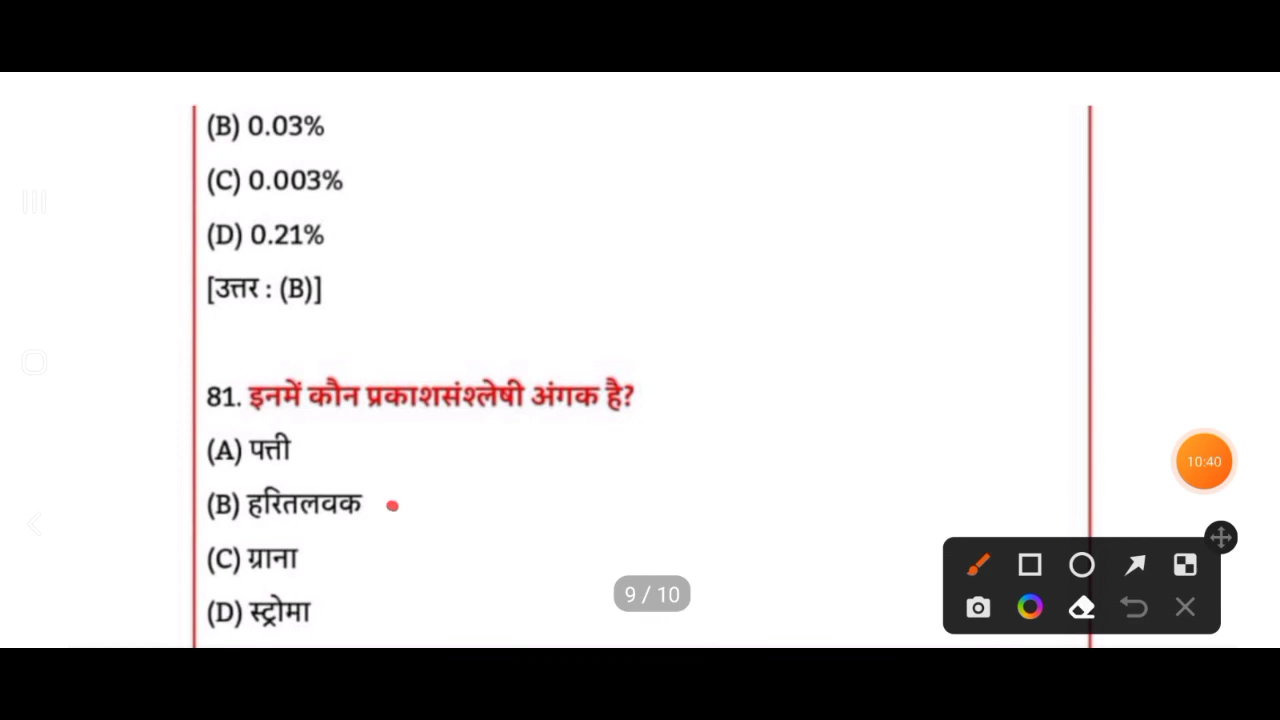 (B) 0.03%
(C) 0.003%
(D) 0.21%
[उत्तर : (B)]
81. इनमें कौन प्रकाशसंश्लेषी अंगक है?
(A) पत्ती
(B) हरितलवक
(C) ग्राना
(D) स्ट्रोमा
9 / 10
10:40